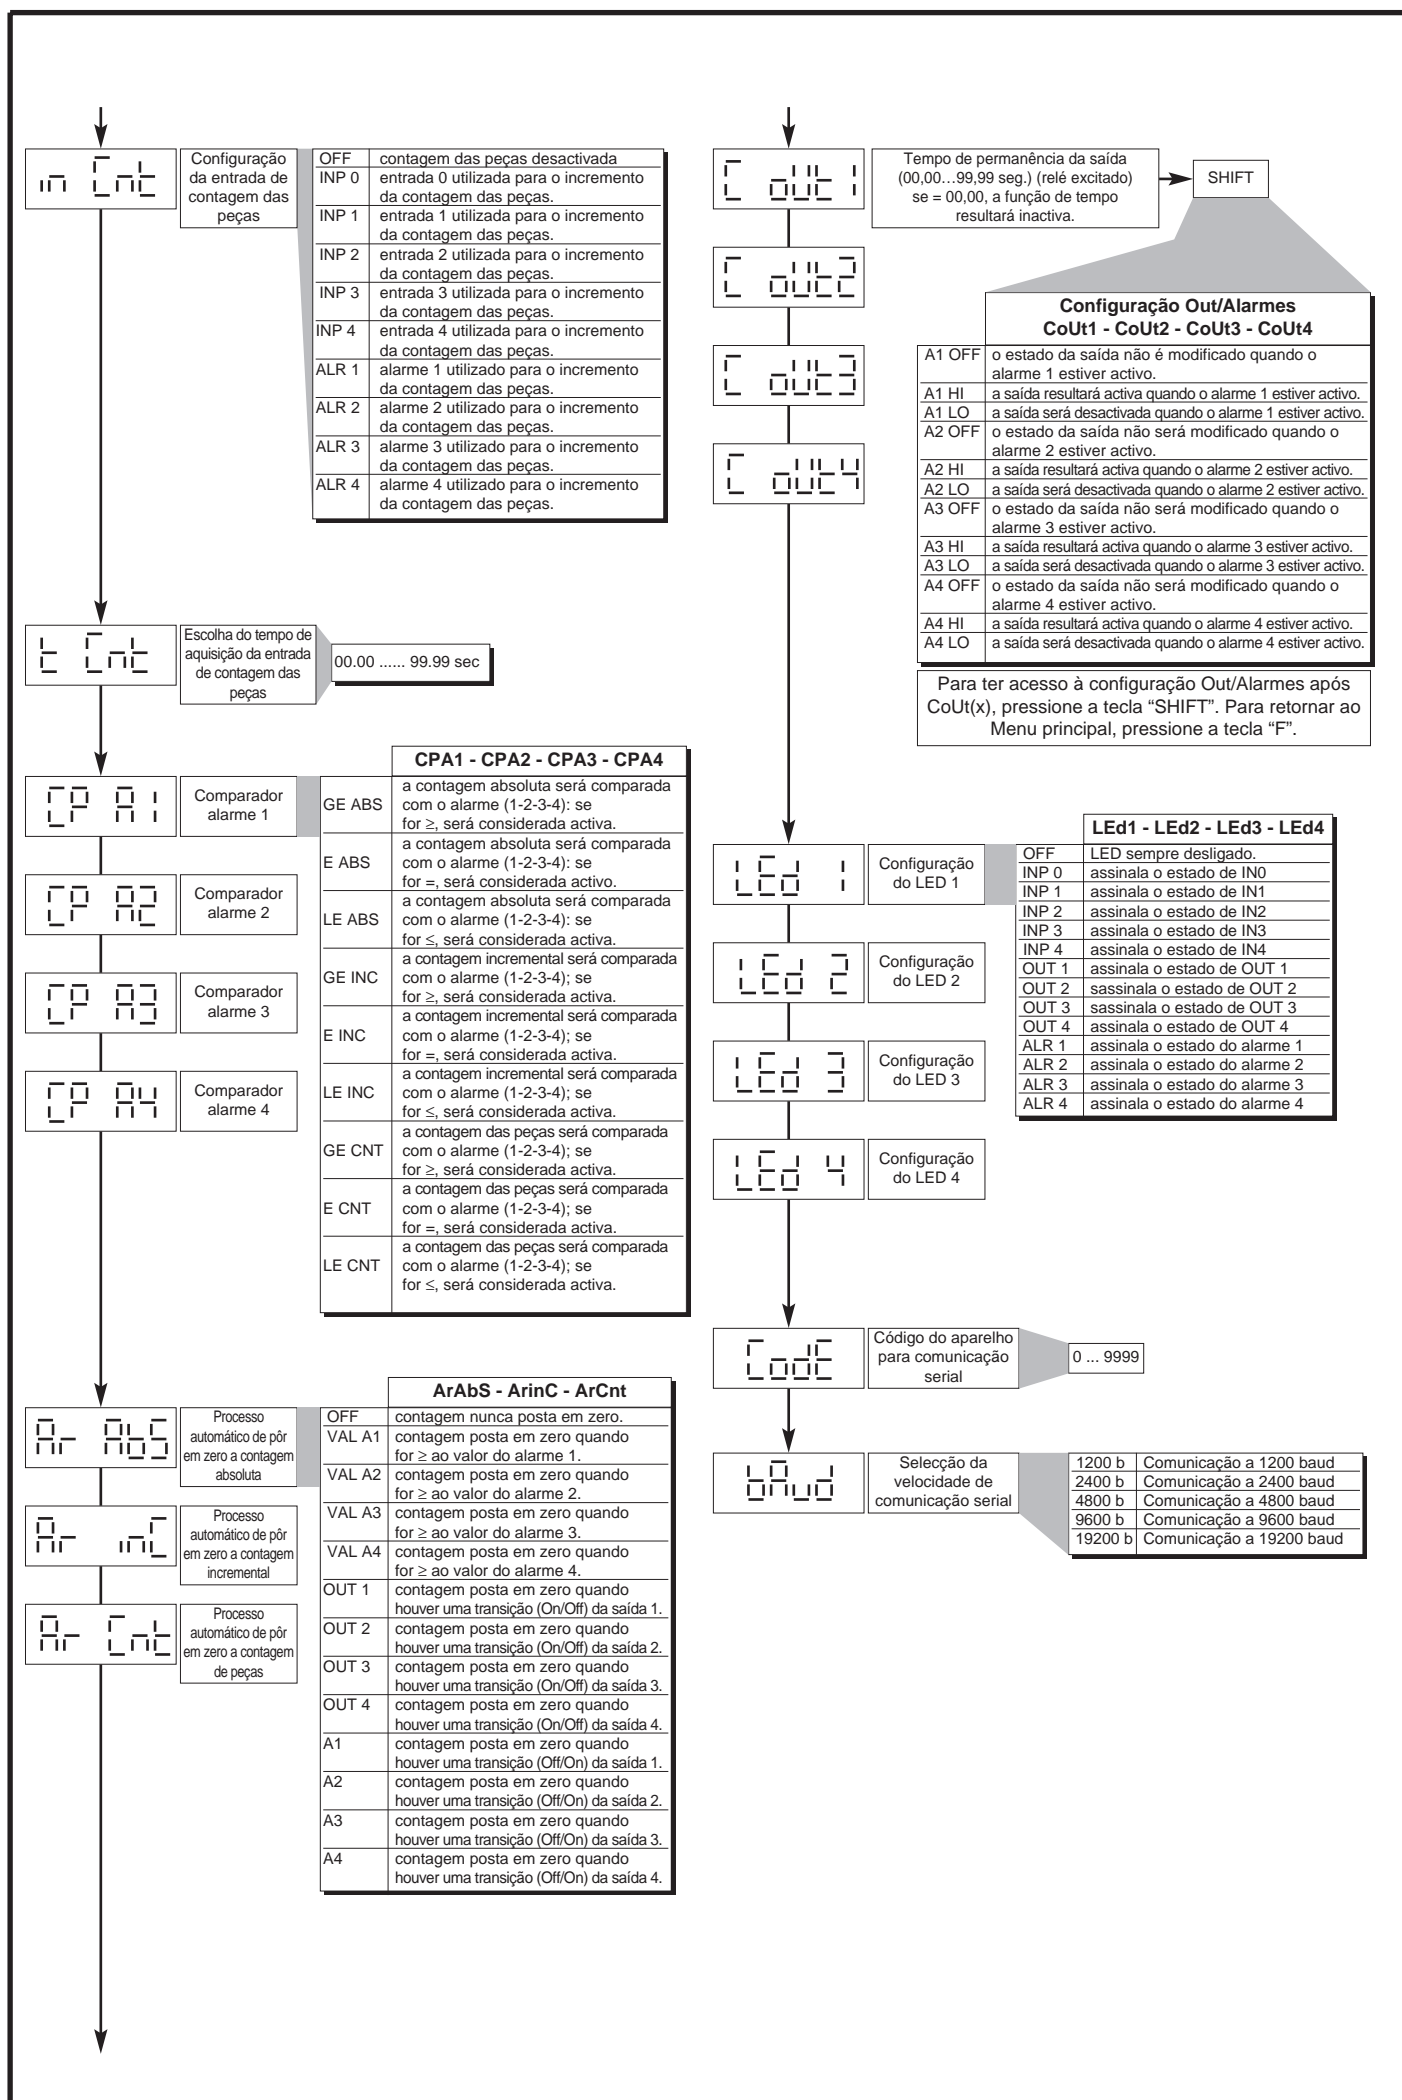 in Cnt
Configuração
da entrada de
contagem das
peças
OFF contagem das peças desactivada
INP 0 entrada 0 utilizada para o incremento
da contagem das peças.
INP 1 entrada 1 utilizada para o incremento
da contagem das peças.
INP 2 entrada 2 utilizada para o incremento
da contagem das peças.
INP 3 entrada 3 utilizada para o incremento
da contagem das peças.
INP 4 entrada 4 utilizada para o incremento
da contagem das peças.
ALR 1 alarme 1 utilizado para o incremento
da contagem das peças.
ALR 2 alarme 2 utilizado para o incremento
da contagem das peças.
ALR 3 alarme 3 utilizado para o incremento
da contagem das peças.
ALR 4 alarme 4 utilizado para o incremento
da contagem das peças.
t Cnt
Escolha do tempo de
aquisição da entrada
de contagem das
peças
00.00 ...... 99.99 sec
CP A1
Comparador
alarme 1
CP A2
Comparador
alarme 2
CP A3
Comparador
alarme 3
CP A4
Comparador
alarme 4
CPA1 - CPA2 - CPA3 - CPA4
GE ABS a contagem absoluta será comparada
com o alarme (1-2-3-4): se
for ≥, será considerada activa.
E ABS a contagem absoluta será comparada
com o alarme (1-2-3-4): se
for =, será considerada activo.
LE ABS a contagem absoluta será comparada
com o alarme (1-2-3-4): se
for ≤, será considerada activa.
GE INC a contagem incremental será comparada
com o alarme (1-2-3-4); se
for ≥, será considerada activa.
E INC a contagem incremental será comparada
com o alarme (1-2-3-4); se
for =, será considerada activa.
LE INC a contagem incremental será comparada
com o alarme (1-2-3-4); se
for ≤, será considerada activa.
GE CNT a contagem das peças será comparada
com o alarme (1-2-3-4); se
for ≥, será considerada activa.
E CNT a contagem das peças será comparada
com o alarme (1-2-3-4); se
for =, será considerada activa.
LE CNT a contagem das peças será comparada
com o alarme (1-2-3-4); se
for ≤, será considerada activa.
Ar AbS
Processo
automático de pôr
em zero a contagem
absoluta
Ar inC
Processo
automático de pôr
em zero a contagem
incremental
Ar Cnt
Processo
automático de pôr
em zero a contagem
de peças
ArAbS - ArinC - ArCnt
OFF contagem nunca posta em zero.
VAL A1 contagem posta em zero quando
for ≥ ao valor do alarme 1.
VAL A2 contagem posta em zero quando
for ≥ ao valor do alarme 2.
VAL A3 contagem posta em zero quando
for ≥ ao valor do alarme 3.
VAL A4 contagem posta em zero quando
for ≥ ao valor do alarme 4.
OUT 1 contagem posta em zero quando
houver uma transição (On/Off) da saída 1.
OUT 2 contagem posta em zero quando
houver uma transição (On/Off) da saída 2.
OUT 3 contagem posta em zero quando
houver uma transição (On/Off) da saída 3.
OUT 4 contagem posta em zero quando
houver uma transição (On/Off) da saída 4.
A1 contagem posta em zero quando
houver uma transição (Off/On) da saída 1.
A2 contagem posta em zero quando
houver uma transição (Off/On) da saída 2.
A3 contagem posta em zero quando
houver uma transição (Off/On) da saída 3.
A4 contagem posta em zero quando
houver uma transição (Off/On) da saída 4.
C oUt1
Tempo de permanência da saída
(00,00...99,99 seg.) (relé excitado)
se = 00,00, a função de tempo
resultará inactiva.
SHIFT
C oUt2
C oUt3
C oUt4
Configuração Out/Alarmes
CoUt1 - CoUt2 - CoUt3 - CoUt4
A1 OFF o estado da saída não é modificado quando o
alarme 1 estiver activo.
A1 HI a saída resultará activa quando o alarme 1 estiver activo.
A1 LO a saída será desactivada quando o alarme 1 estiver activo.
A2 OFF o estado da saída não será modificado quando o
alarme 2 estiver activo.
A2 HI a saída resultará activa quando o alarme 2 estiver activo.
A2 LO a saída será desactivada quando o alarme 2 estiver activo.
A3 OFF o estado da saída não será modificado quando o
alarme 3 estiver activo.
A3 HI a saída resultará activa quando o alarme 3 estiver activo.
A3 LO a saída será desactivada quando o alarme 3 estiver activo.
A4 OFF o estado da saída não será modificado quando o
alarme 4 estiver activo.
A4 HI a saída resultará activa quando o alarme 4 estiver activo.
A4 LO a saída será desactivada quando o alarme 4 estiver activo.
Para ter acesso à configuração Out/Alarmes após
CoUt(x), pressione a tecla “SHIFT”. Para retornar ao
Menu principal, pressione a tecla “F”.
LEd 1
Configuração
do LED 1
LEd 2
Configuração
do LED 2
LEd 3
Configuração
do LED 3
LEd 4
Configuração
do LED 4
LEd1 - LEd2 - LEd3 - LEd4
OFF LED sempre desligado.
INP 0 assinala o estado de IN0
INP 1 assinala o estado de IN1
INP 2 assinala o estado de IN2
INP 3 assinala o estado de IN3
INP 4 assinala o estado de IN4
OUT 1 assinala o estado de OUT 1
OUT 2 sassinala o estado de OUT 2
OUT 3 sassinala o estado de OUT 3
OUT 4 assinala o estado de OUT 4
ALR 1 assinala o estado do alarme 1
ALR 2 assinala o estado do alarme 2
ALR 3 assinala o estado do alarme 3
ALR 4 assinala o estado do alarme 4
CodE
Código do aparelho
para comunicação
serial
0 ... 9999
bAud
Selecção da
velocidade de
comunicação serial
1200 b Comunicação a 1200 baud
2400 b Comunicação a 2400 baud
4800 b Comunicação a 4800 baud
9600 b Comunicação a 9600 baud
19200 b Comunicação a 19200 baud